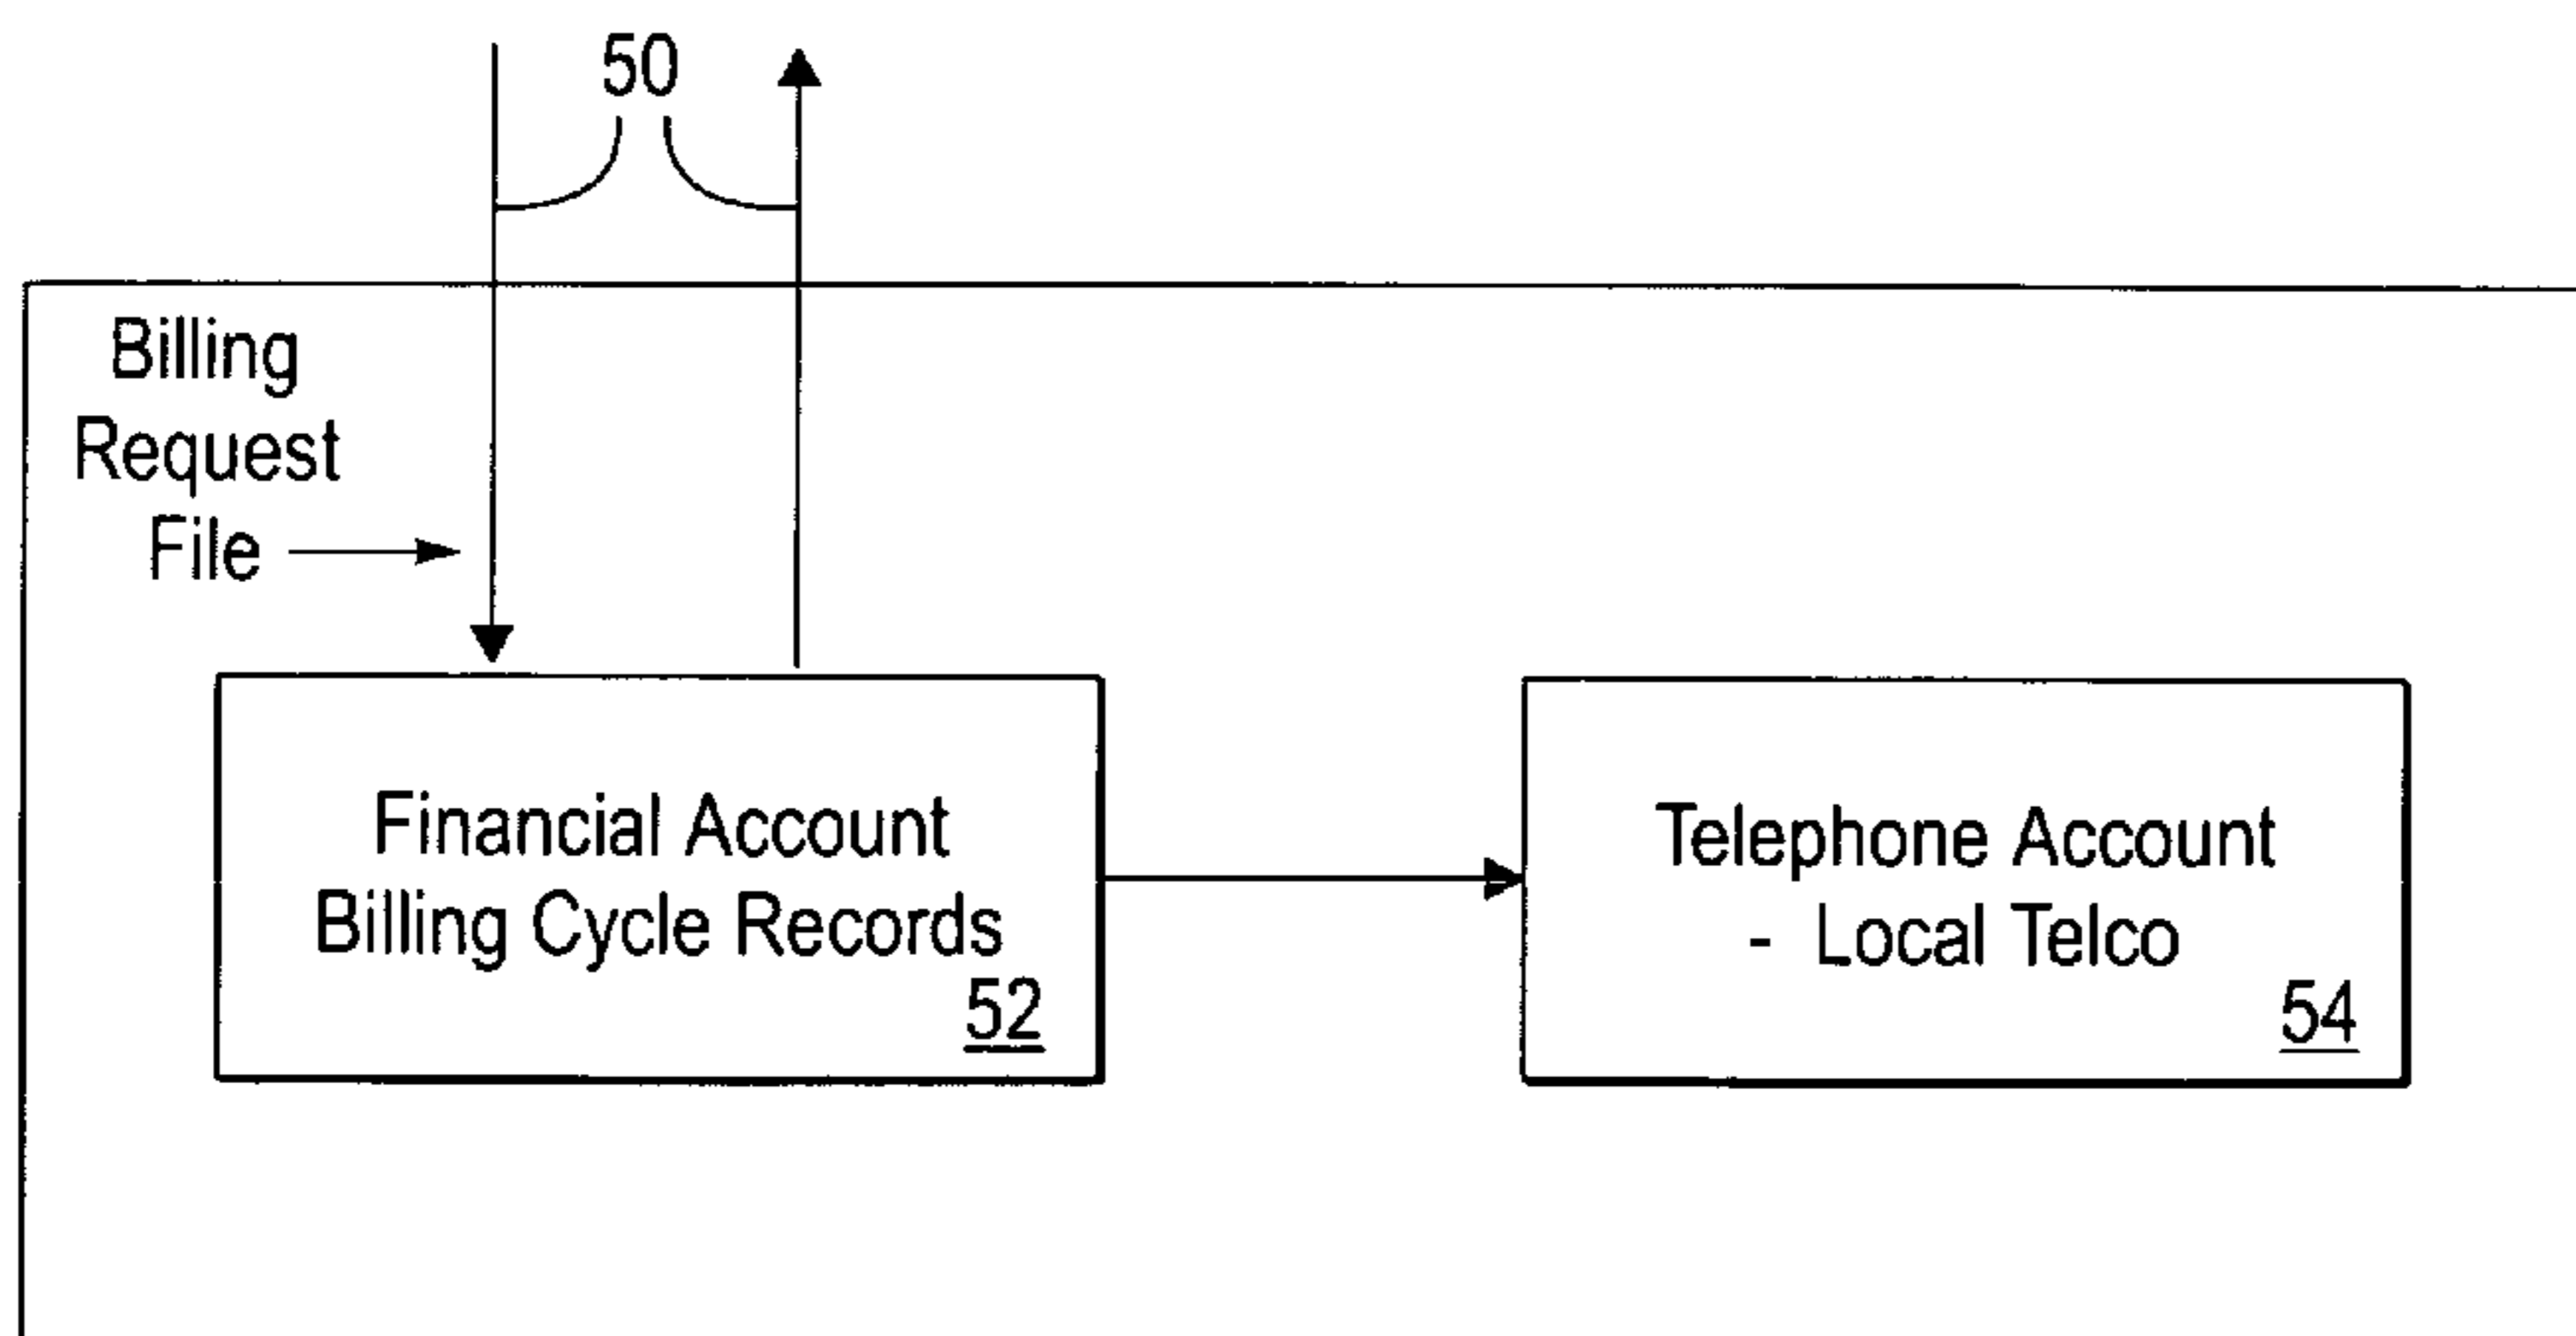 50
Billing
Request
File
Financial Account
Billing Cycle Records
52
Telephone Account
- Local Telco
54